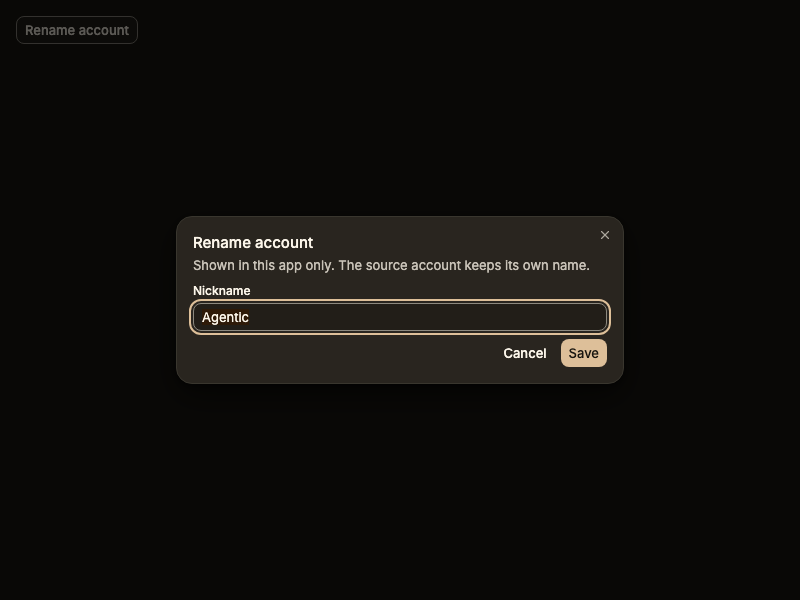 Rename account
Rename account
Shown in this app only. The source account keeps its own name.
Nickname
Agentic
Cancel
Save